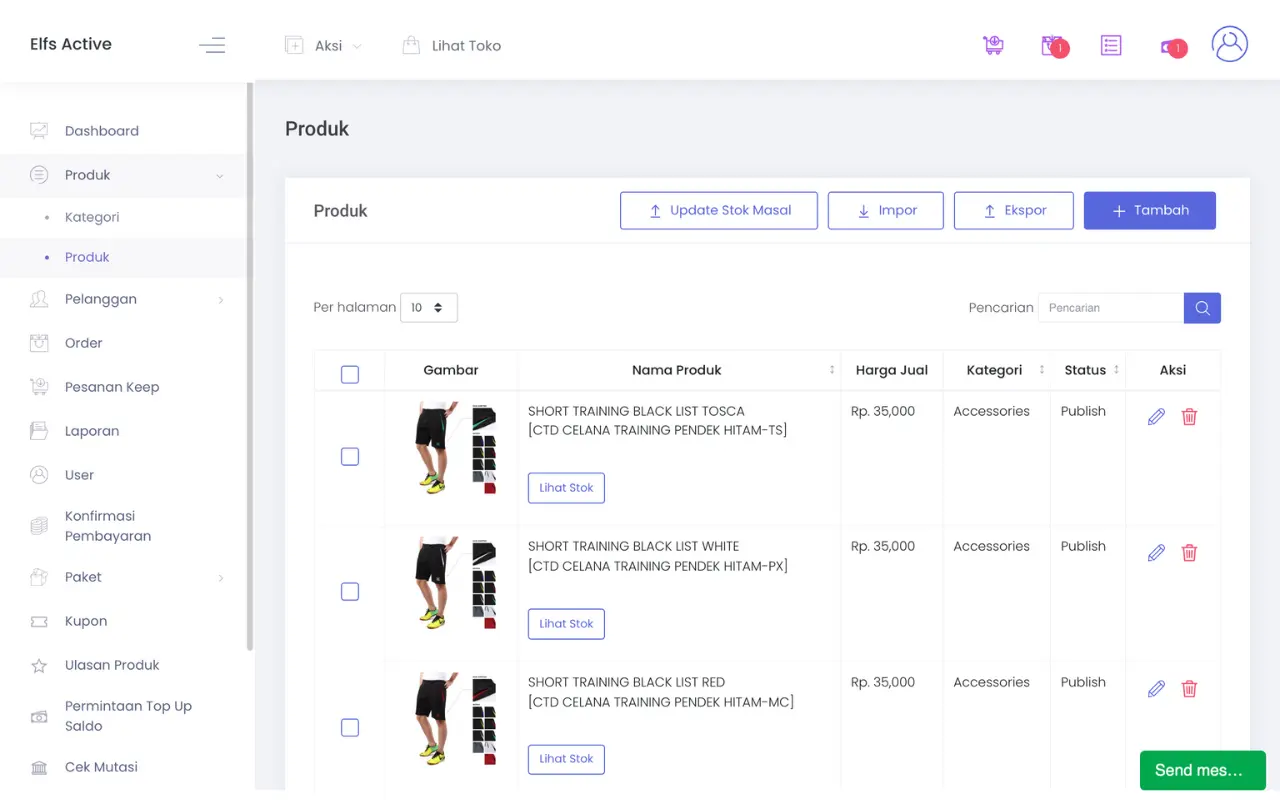 Elfs Active
Aksi
Lihat Toko
1
1
Dashboard
Produk
Kategori
Produk
Pelanggan
Order
Pesanan Keep
Laporan
User
Konfirmasi
Pembayaran
Paket
Kupon
Ulasan Produk
Permintaan Top Up
Saldo
Cek Mutasi
Produk
Produk
Update Stok Masal
Impor
Ekspor
Tambah
Per halaman 10
Pencarian Pencarian
Gambar Nama Produk Harga Jual Kategori Status Aksi
SHORT TRAINING BLACK LIST TOSCA Rp. 35,000 Accessories Publish
[CTD CELANA TRAINING PENDEK HITAM-TS]
Lihat Stok
SHORT TRAINING BLACK LIST WHITE Rp. 35,000 Accessories Publish
[CTD CELANA TRAINING PENDEK HITAM-PX]
Lihat Stok
SHORT TRAINING BLACK LIST RED Rp. 35,000 Accessories Publish
[CTD CELANA TRAINING PENDEK HITAM-MC]
Lihat Stok
Send mes...